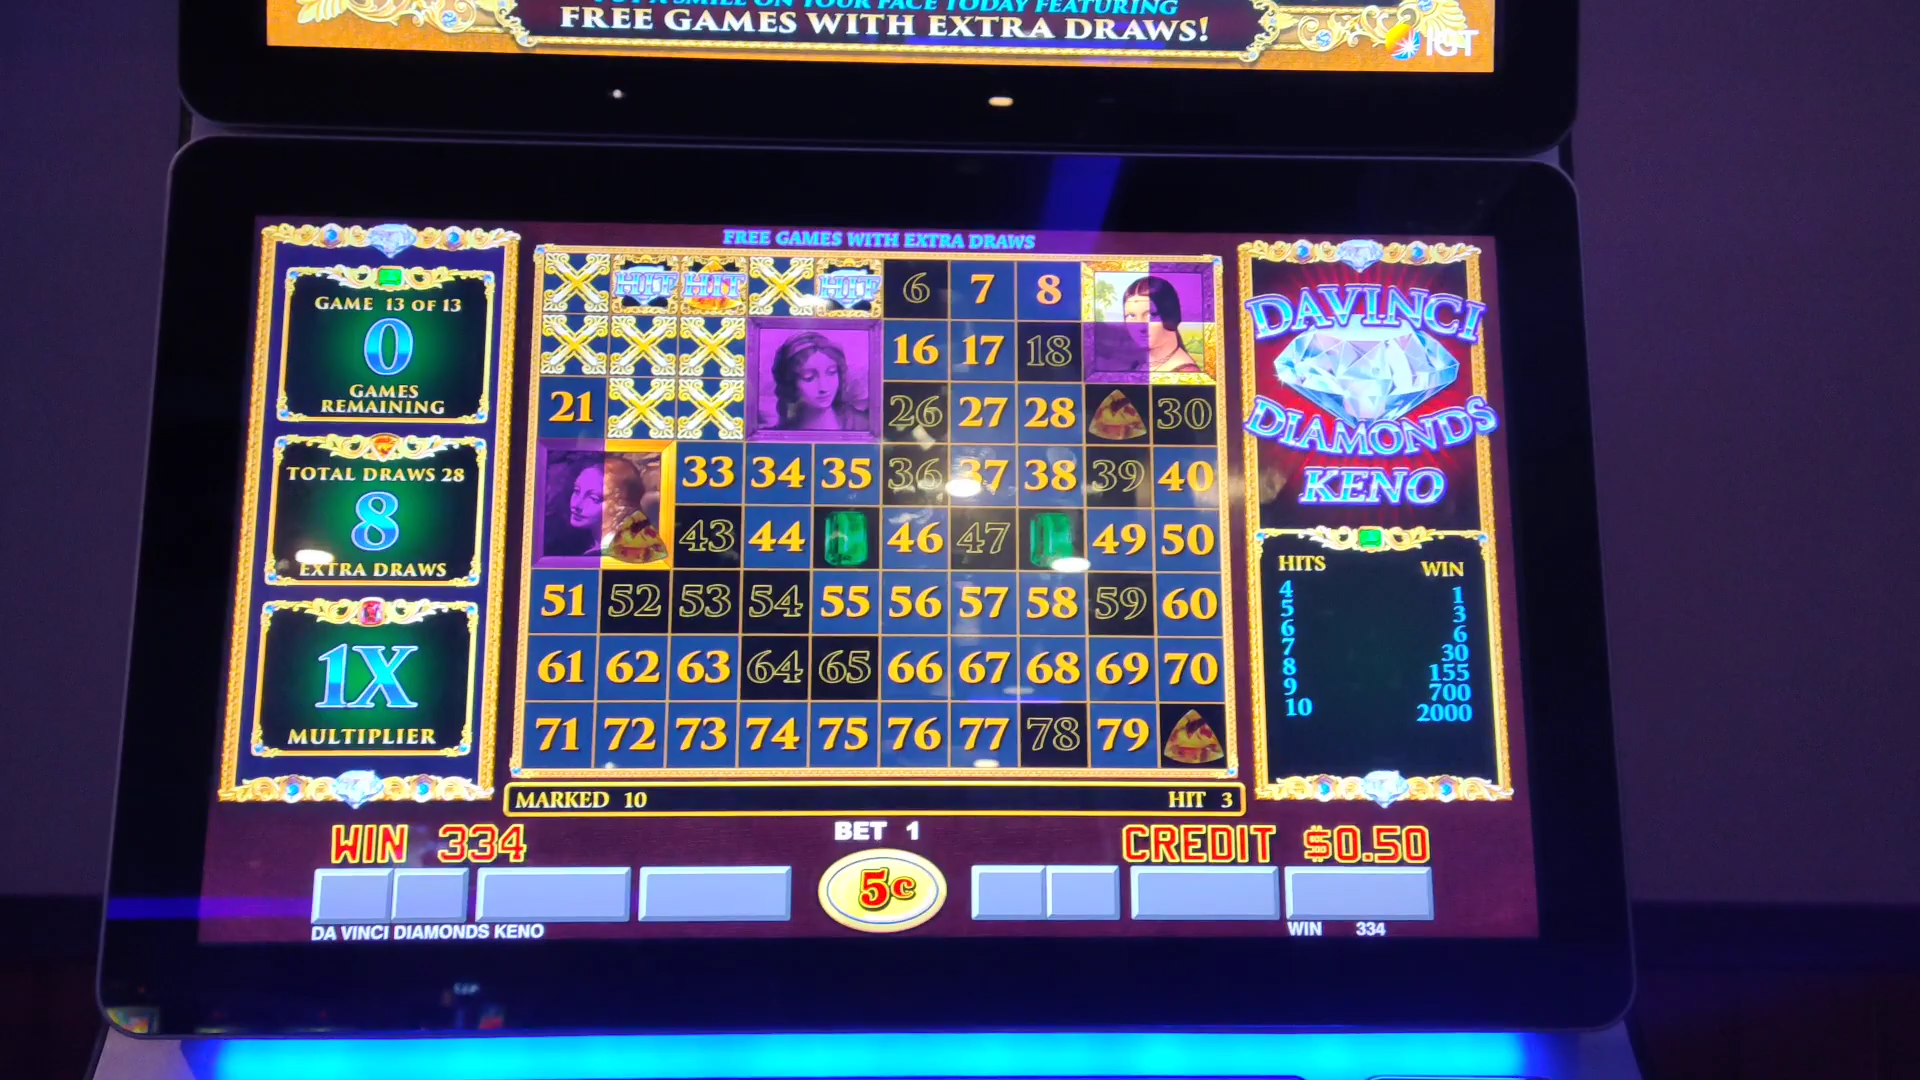 FREE GAMES WITH EXTRA DRAWS!
IGT
FREE GAMES WITH EXTRA DRAWS
GAME 13 OF 13
0
GAMES
REMAINING
TOTAL DRAWS 28
8
EXTRA DRAWS
1X
MULTIPLIER
HIT HIT HIT 6 7 8
16 17 18
21 26 27 28 30
33 34 35 36 37 38 39 40
43 44 46 47 49 50
51 52 53 54 55 56 57 58 59 60
61 62 63 64 65 66 67 68 69 70
71 72 73 74 75 76 77 78 79
MARKED 10 HIT 3
DAVINCI
DIAMONDS
KENO
HITS WIN
4 1
5 3
6 6
7 30
8 155
9 700
10 2000
WIN 334
BET 1
CREDIT $0.50
5c
DA VINCI DIAMONDS KENO
WIN 334